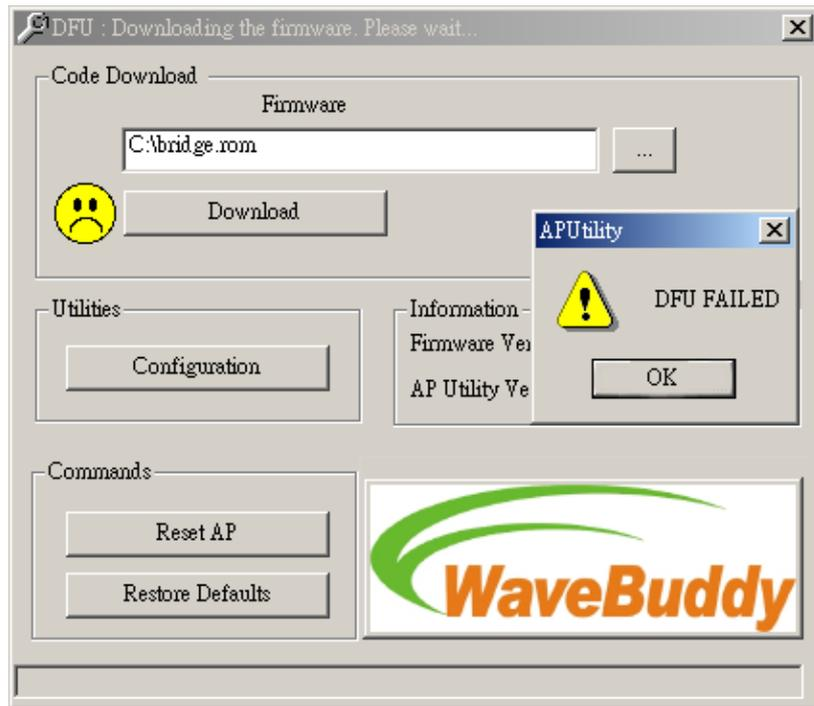 DFU : Downloading the firmware. Please wait...
Code Download
Firmware
C:\bridge.rom
...
Download
APUtility
DFU FAILED
OK
Utilities
Configuration
Information
Firmware Ver
AP Utility Ve
Commands
Reset AP
Restore Defaults
WaveBuddy